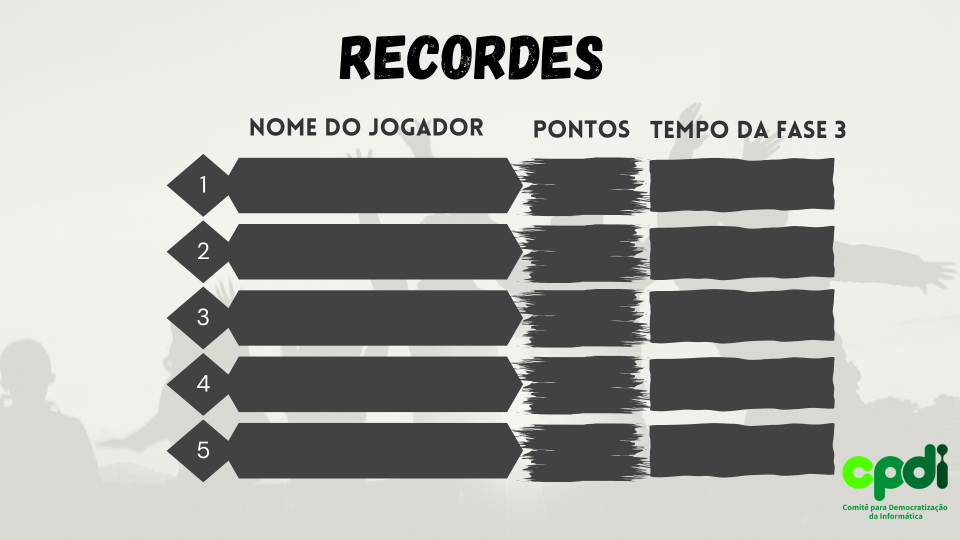 RECORDES
NOME DO JOGADOR PONTOS TEMPO DA FASE 3
1
2
3
4
5
cpdi
Comitê para Democratização
da Informática